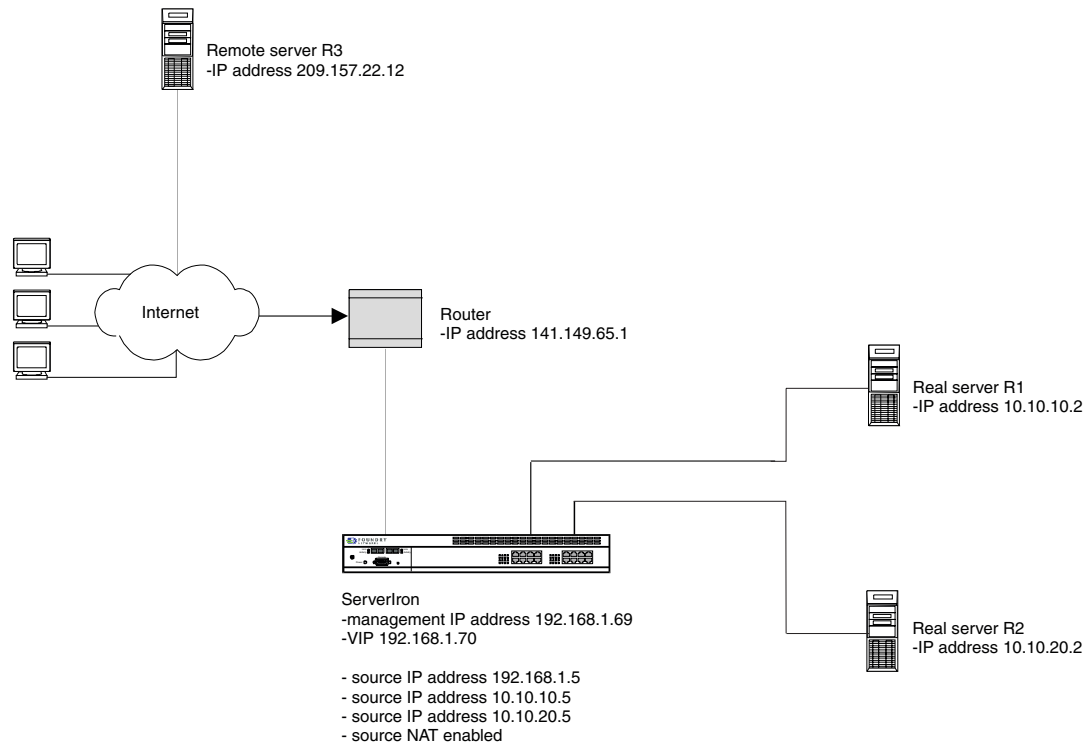 Remote server R3
-IP address 209.157.22.12
Internet
Router
-IP address 141.149.65.1
Real server R1
-IP address 10.10.10.2
FOUNDRY
NETWORKS
ServerIron
-management IP address 192.168.1.69
-VIP 192.168.1.70
- source IP address 192.168.1.5
- source IP address 10.10.10.5
- source IP address 10.10.20.5
- source NAT enabled
Real server R2
-IP address 10.10.20.2